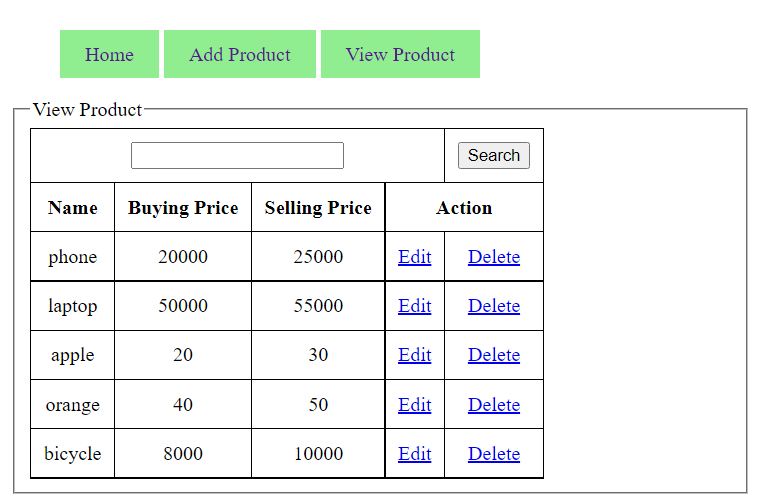 Home Add Product View Product
View Product
Search
Name Buying Price Selling Price Action
phone 20000 25000 Edit Delete
laptop 50000 55000 Edit Delete
apple 20 30 Edit Delete
orange 40 50 Edit Delete
bicycle 8000 10000 Edit Delete